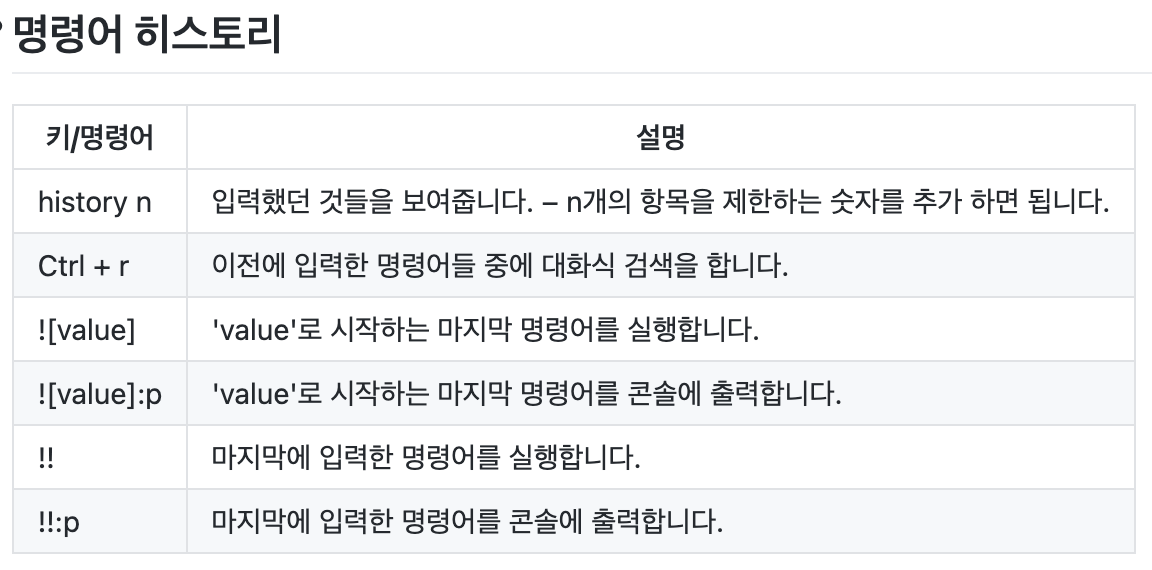 명령어 히스토리
키/명령어 설명
history n 입력했던 것들을 보여줍니다. – n개의 항목을 제한하는 숫자를 추가 하면 됩니다.
Ctrl + r 이전에 입력한 명령어들 중에 대화식 검색을 합니다.
![value] 'value'로 시작하는 마지막 명령어를 실행합니다.
![value]:p 'value'로 시작하는 마지막 명령어를 콘솔에 출력합니다.
!! 마지막에 입력한 명령어를 실행합니다.
!!:p 마지막에 입력한 명령어를 콘솔에 출력합니다.